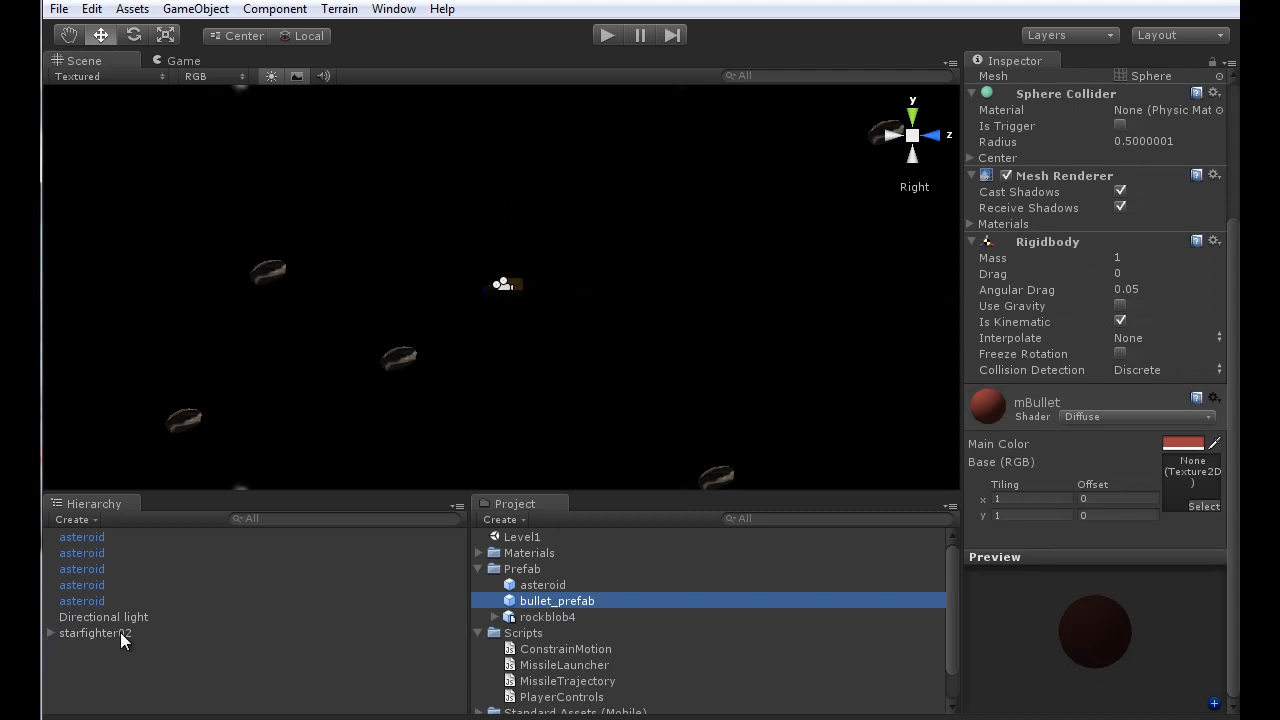 File Edit Assets GameObject Component Terrain Window Help
Center Local Layers Layout
Scene Game Inspector
Textured RGB All
Mesh Sphere
Sphere Collider
Material None (Physic Mat
Is Trigger
Radius 0.5000001
Center
Mesh Renderer
Cast Shadows
Receive Shadows
Materials
Rigidbody
Mass 1
Drag 0
Angular Drag 0.05
Use Gravity
Is Kinematic
Interpolate None
Freeze Rotation
Collision Detection Discrete
mBullet
Shader Diffuse
Main Color
Base (RGB)
None
(Texture2D
)
Select
Tiling Offset
x 1 0
y 1 0
Preview
y
z
Right
Hierarchy
Create All
asteroid
asteroid
asteroid
asteroid
asteroid
Directional light
starfighter02
Project
Create All
Level1
Materials
Prefab
asteroid
bullet_prefab
rockblob4
Scripts
ConstrainMotion
MissileLauncher
MissileTrajectory
PlayerControls
Standard Assets (Mobile)